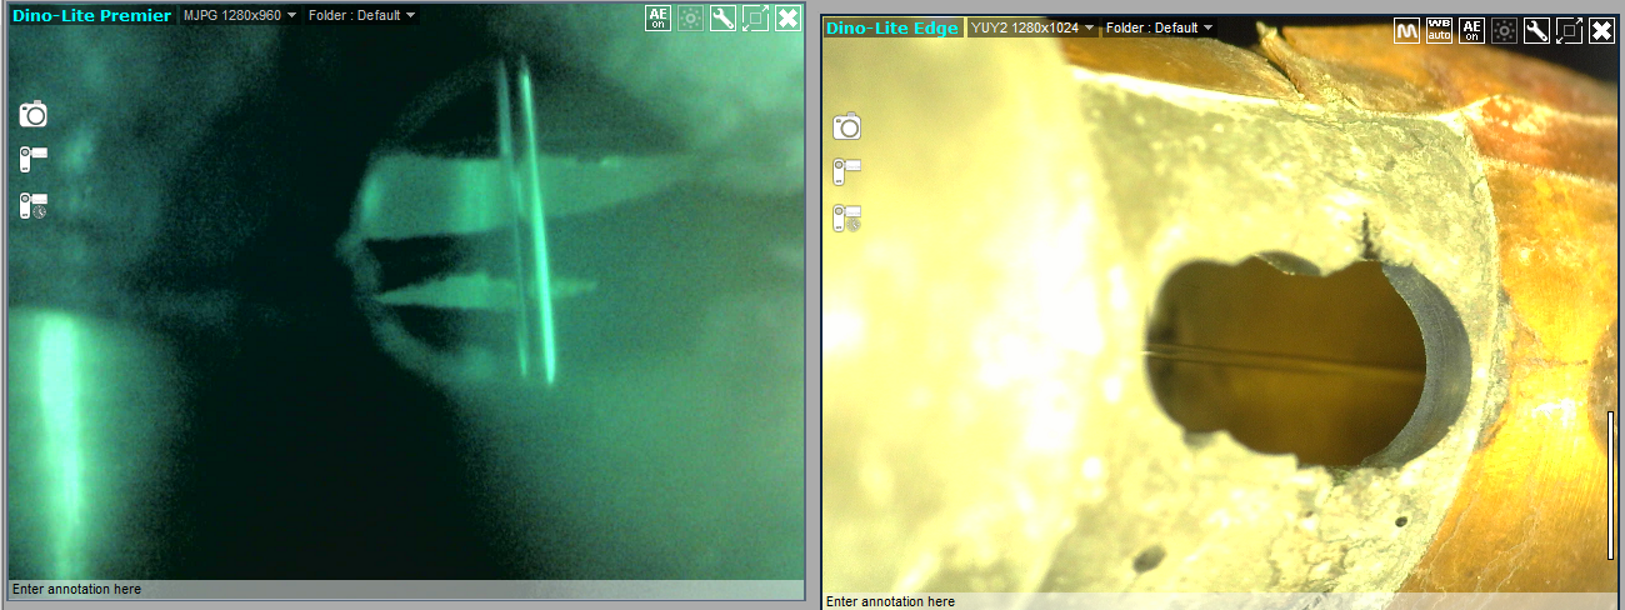 Dino-Lite Premier MJPG 1280x960 Folder : Default AE on
Enter annotation here
Dino-Lite Edge YUY2 1280x1024 Folder : Default M WB auto AE on
Enter annotation here